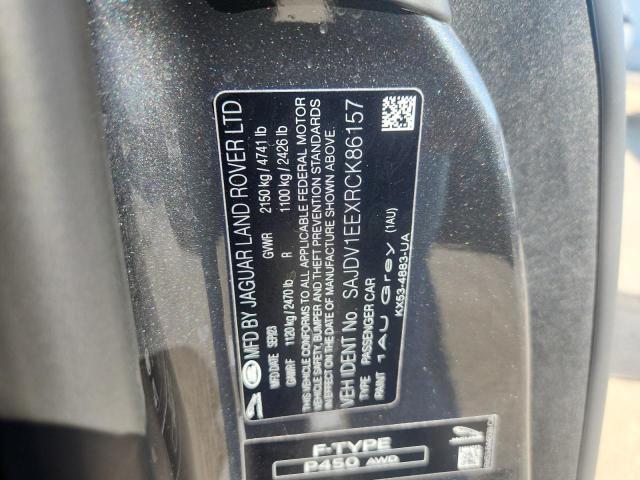 MFD BY JAGUAR LAND ROVER LTD
MFD DATE SEP/23 GVWR 2150 kg / 4741 lb
GAWR F 1120 kg / 2470 lb R 1100 kg / 2426 lb
THIS VEHICLE CONFORMS TO ALL APPLICABLE FEDERAL MOTOR
VEHICLE SAFETY, BUMPER AND THEFT PREVENTION STANDARDS
IN EFFECT ON THE DATE OF MANUFACTURE SHOWN ABOVE.
VEH IDENT No. SAJDV1EEXRCK86157
TYPE PASSENGER CAR
PAINT 1AU Grey (1AU)
KX53-4883-UA
F-TYPE
P450 AWD